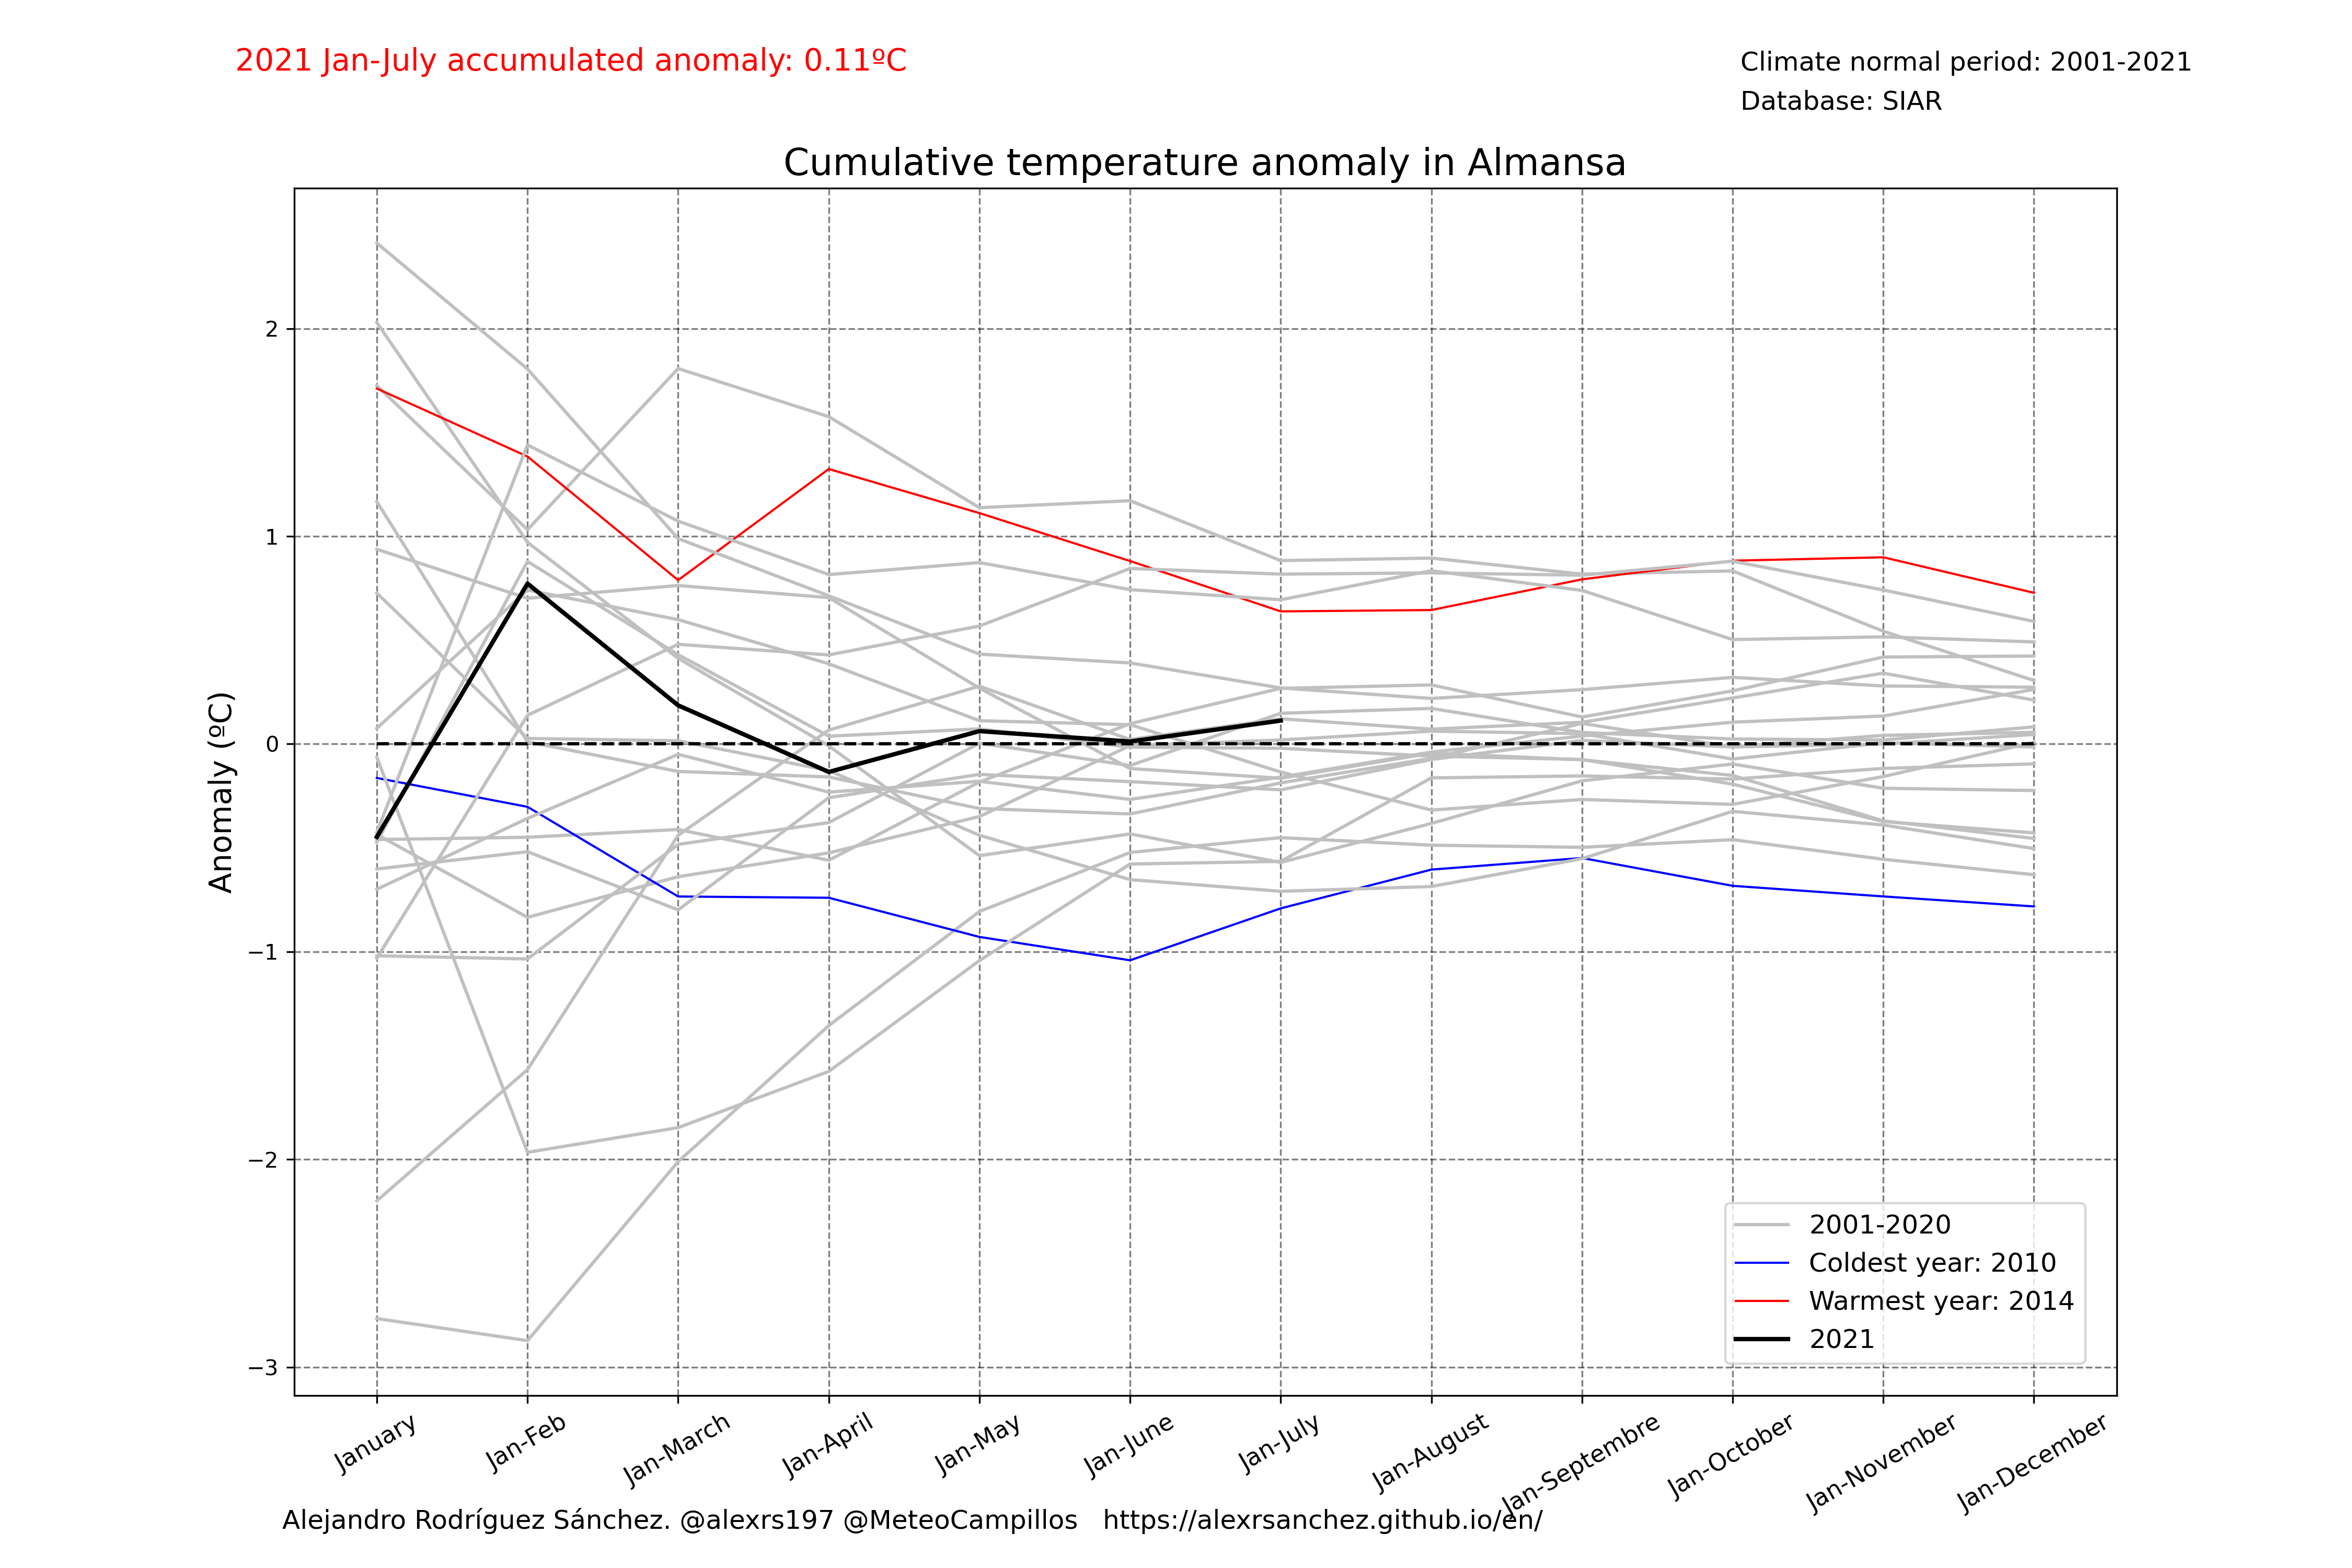 2021 Jan-July accumulated anomaly: 0.11ºC
Climate normal period: 2001-2021
Database: SIAR
Cumulative temperature anomaly in Almansa
Anomaly (ºC)
2
1
0
−1
−2
−3
2001-2020
Coldest year: 2010
Warmest year: 2014
2021
January
Jan-Feb
Jan-March
Jan-April
Jan-May
Jan-June
Jan-July
Jan-August
Jan-Septembre
Jan-October
Jan-November
Jan-December
Alejandro Rodríguez Sánchez. @alexrs197 @MeteoCampillos https://alexrsanchez.github.io/en/